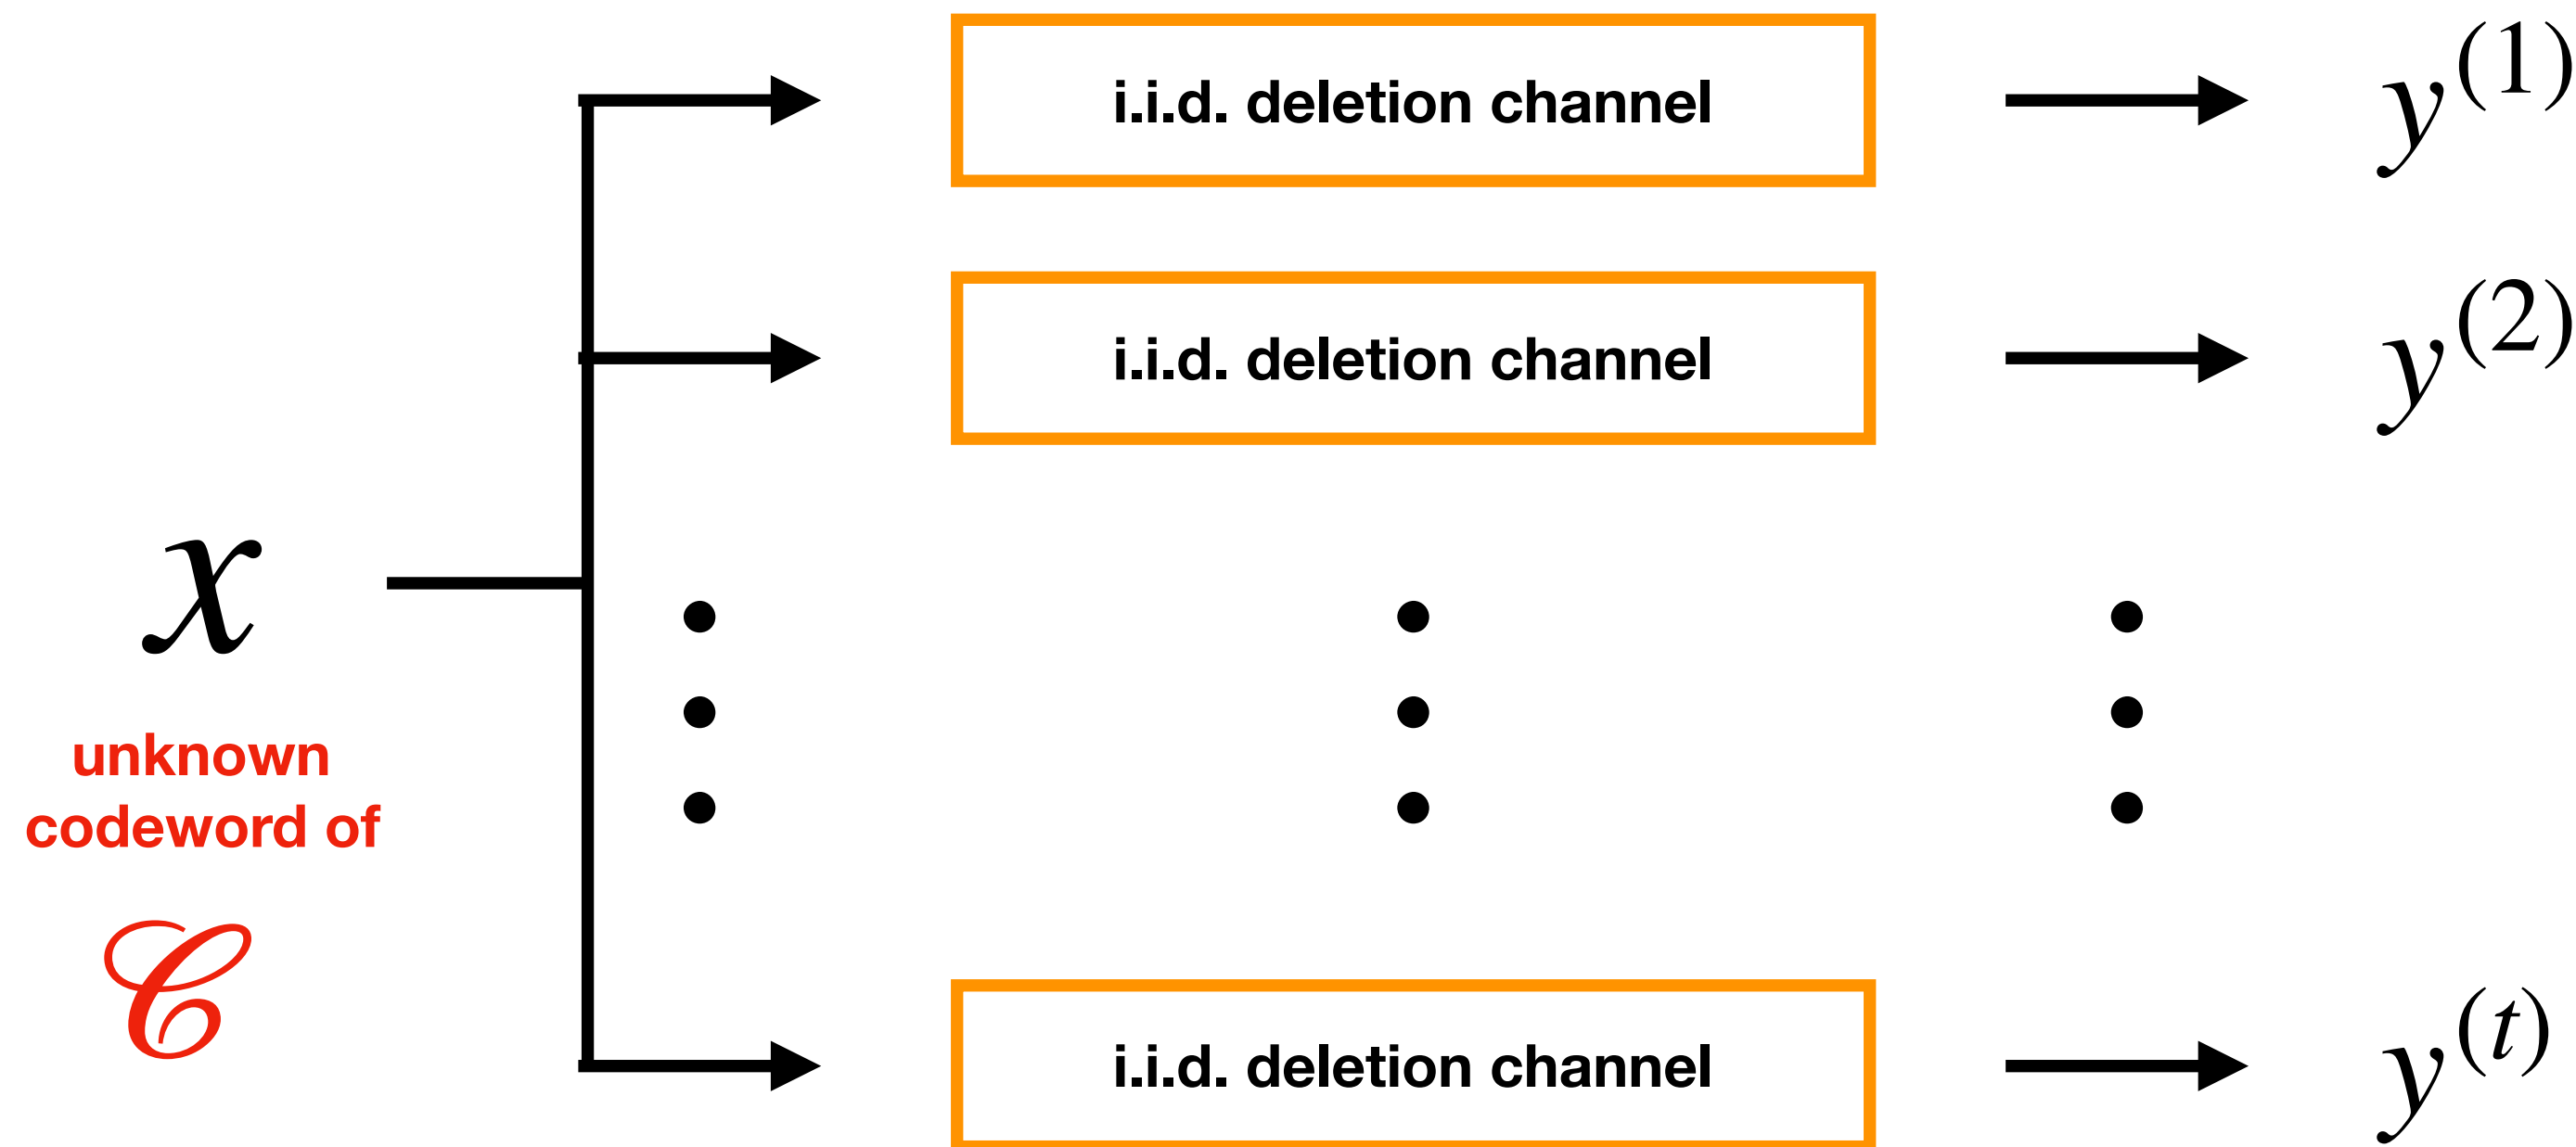 i.i.d. deletion channel
y^(1)
i.i.d. deletion channel
y^(2)
x
unknown
codeword of
𝒞
i.i.d. deletion channel
y^(t)